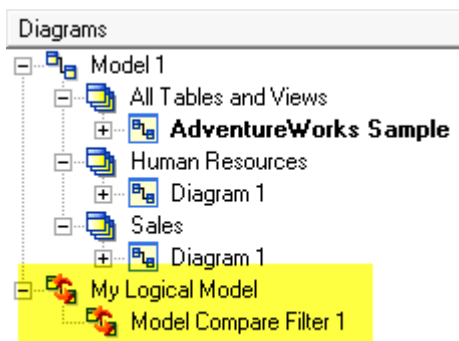 Diagrams
Model 1
All Tables and Views
AdventureWorks Sample
Human Resources
Diagram 1
Sales
Diagram 1
My Logical Model
Model Compare Filter 1